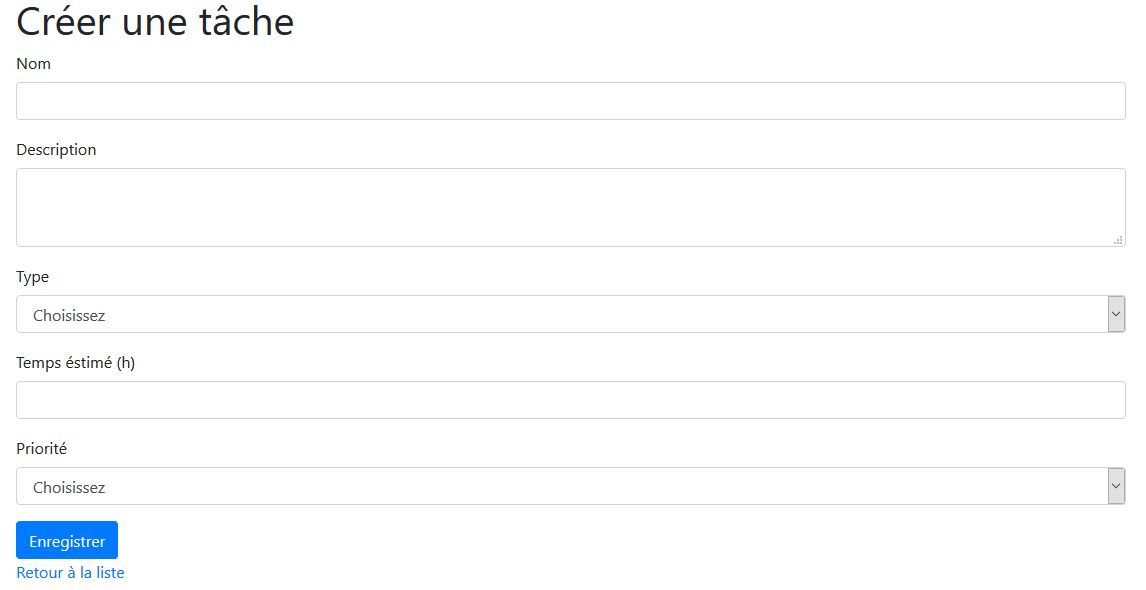 Créer une tâche
Nom
Description
Type
Choisissez
Temps éstimé (h)
Priorité
Choisissez
Enregistrer
Retour à la liste